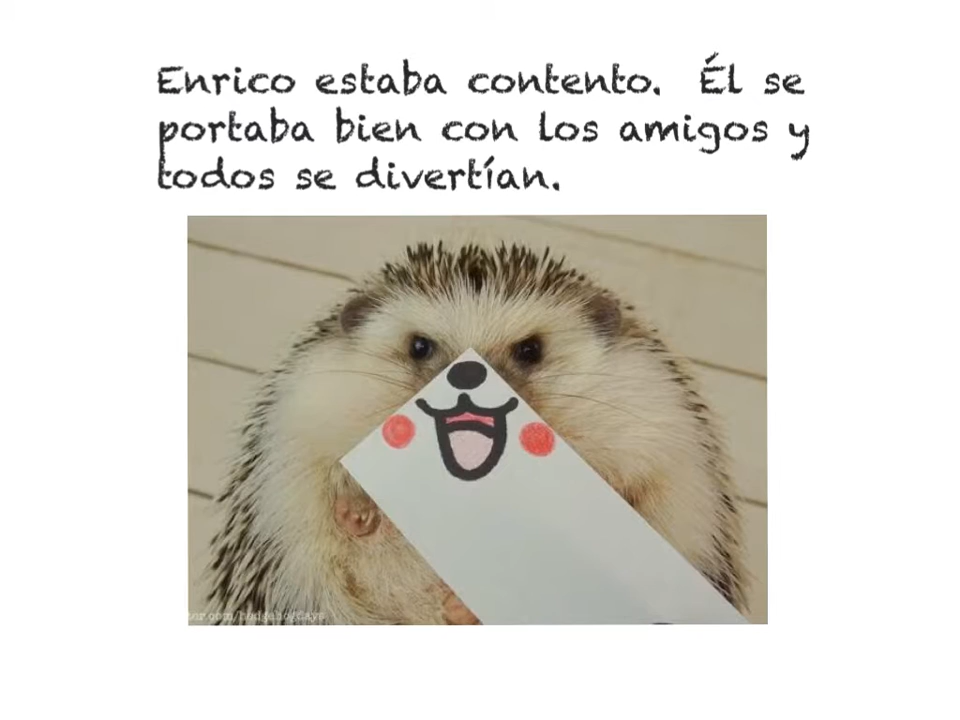 Enrico estaba contento.  Él se
portaba bien con los amigos y
todos se divertían.